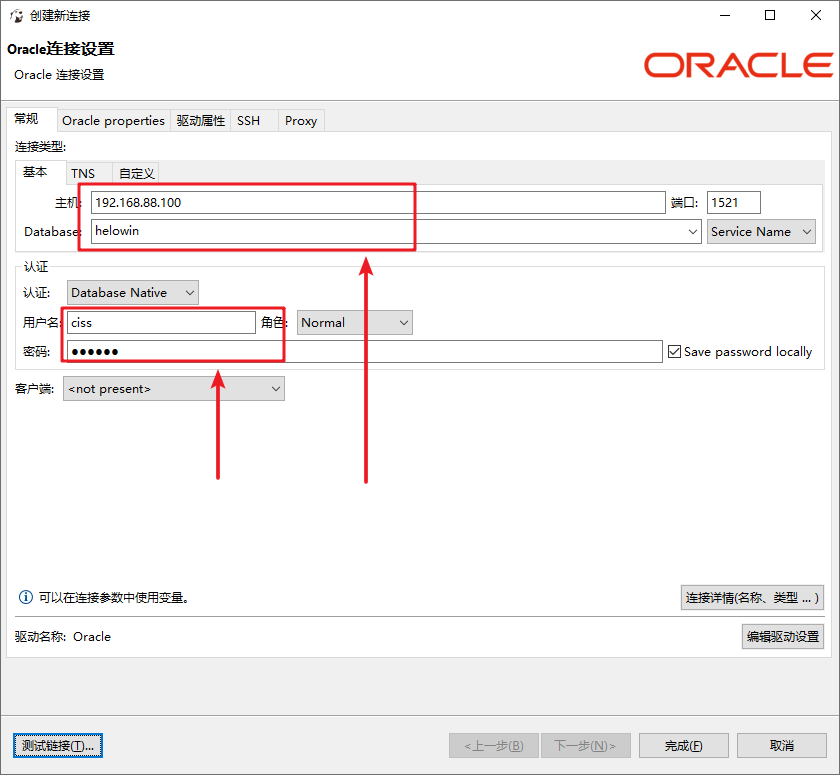 创建新连接
Oracle连接设置
Oracle 连接设置
ORACLE
常规 Oracle properties 驱动属性 SSH Proxy
连接类型:
基本 TNS 自定义
主机: 192.168.88.100 端口: 1521
Database: helowin Service Name
认证
认证: Database Native
用户名: ciss 角色: Normal
密码: ●●●●●● Save password locally
客户端: <not present>
可以在连接参数中使用变量。 连接详情(名称、类型 ... )
驱动名称: Oracle 编辑驱动设置
测试链接(T)... <上一步(B) 下一步(N)> 完成(F) 取消